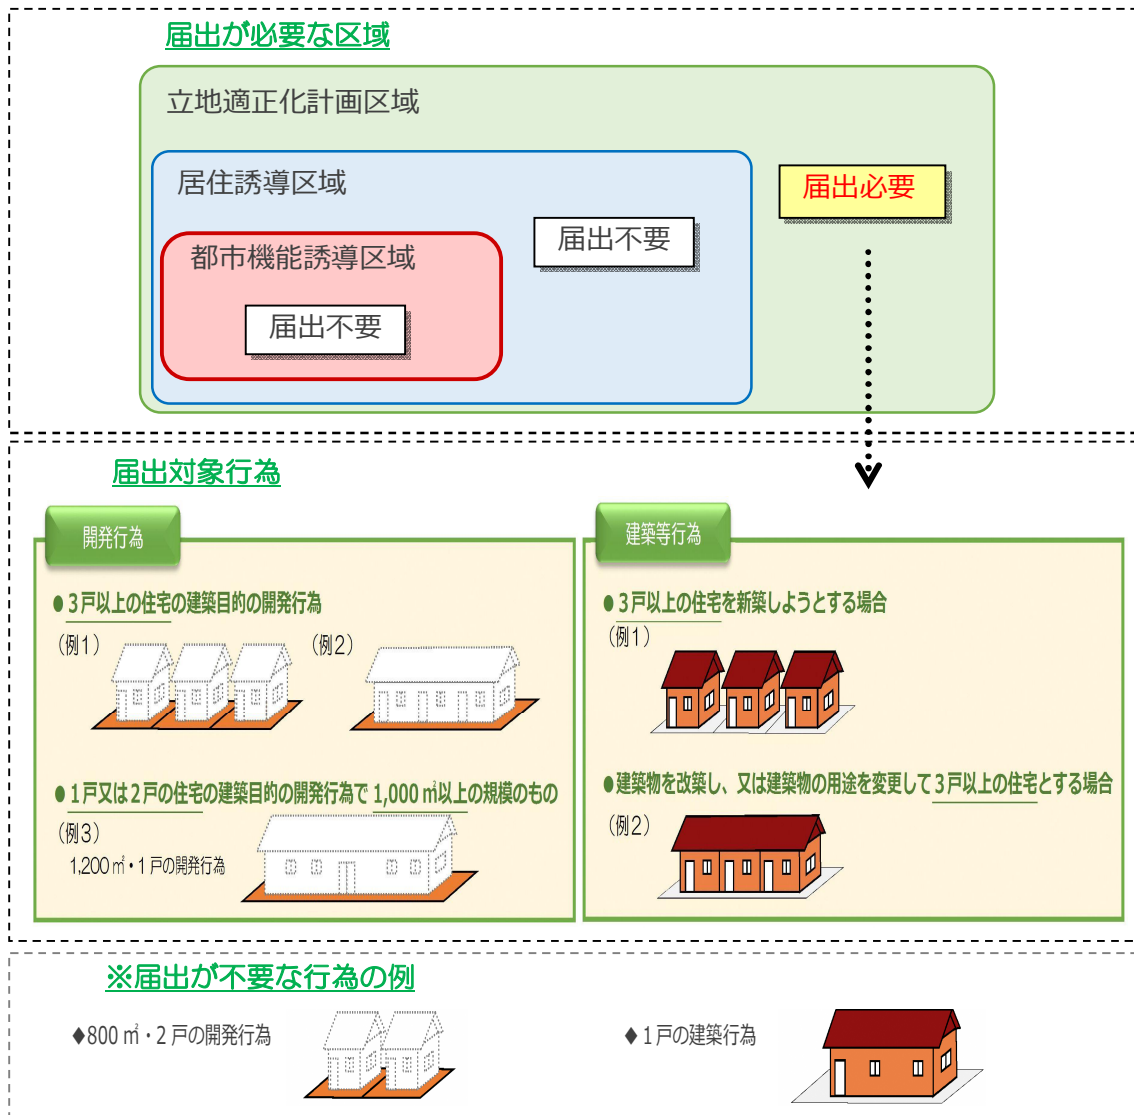 届出が必要な区域
立地適正化計画区域
居住誘導区域
届出必要
届出不要
都市機能誘導区域
届出不要
届出対象行為
開発行為
●3戸以上の住宅の建築目的の開発行為
（例1）
（例2）
●1戸又は2戸の住宅の建築目的の開発行為で 1,000 ㎡以上の規模のもの
（例3）
1,200 ㎡・1 戸の開発行為
建築等行為
●3戸以上の住宅を新築しようとする場合
（例1）
●建築物を改築し、又は建築物の用途を変更して3戸以上の住宅とする場合
（例2）
※届出が不要な行為の例
◆800 ㎡・2 戸の開発行為
◆1戸の建築行為